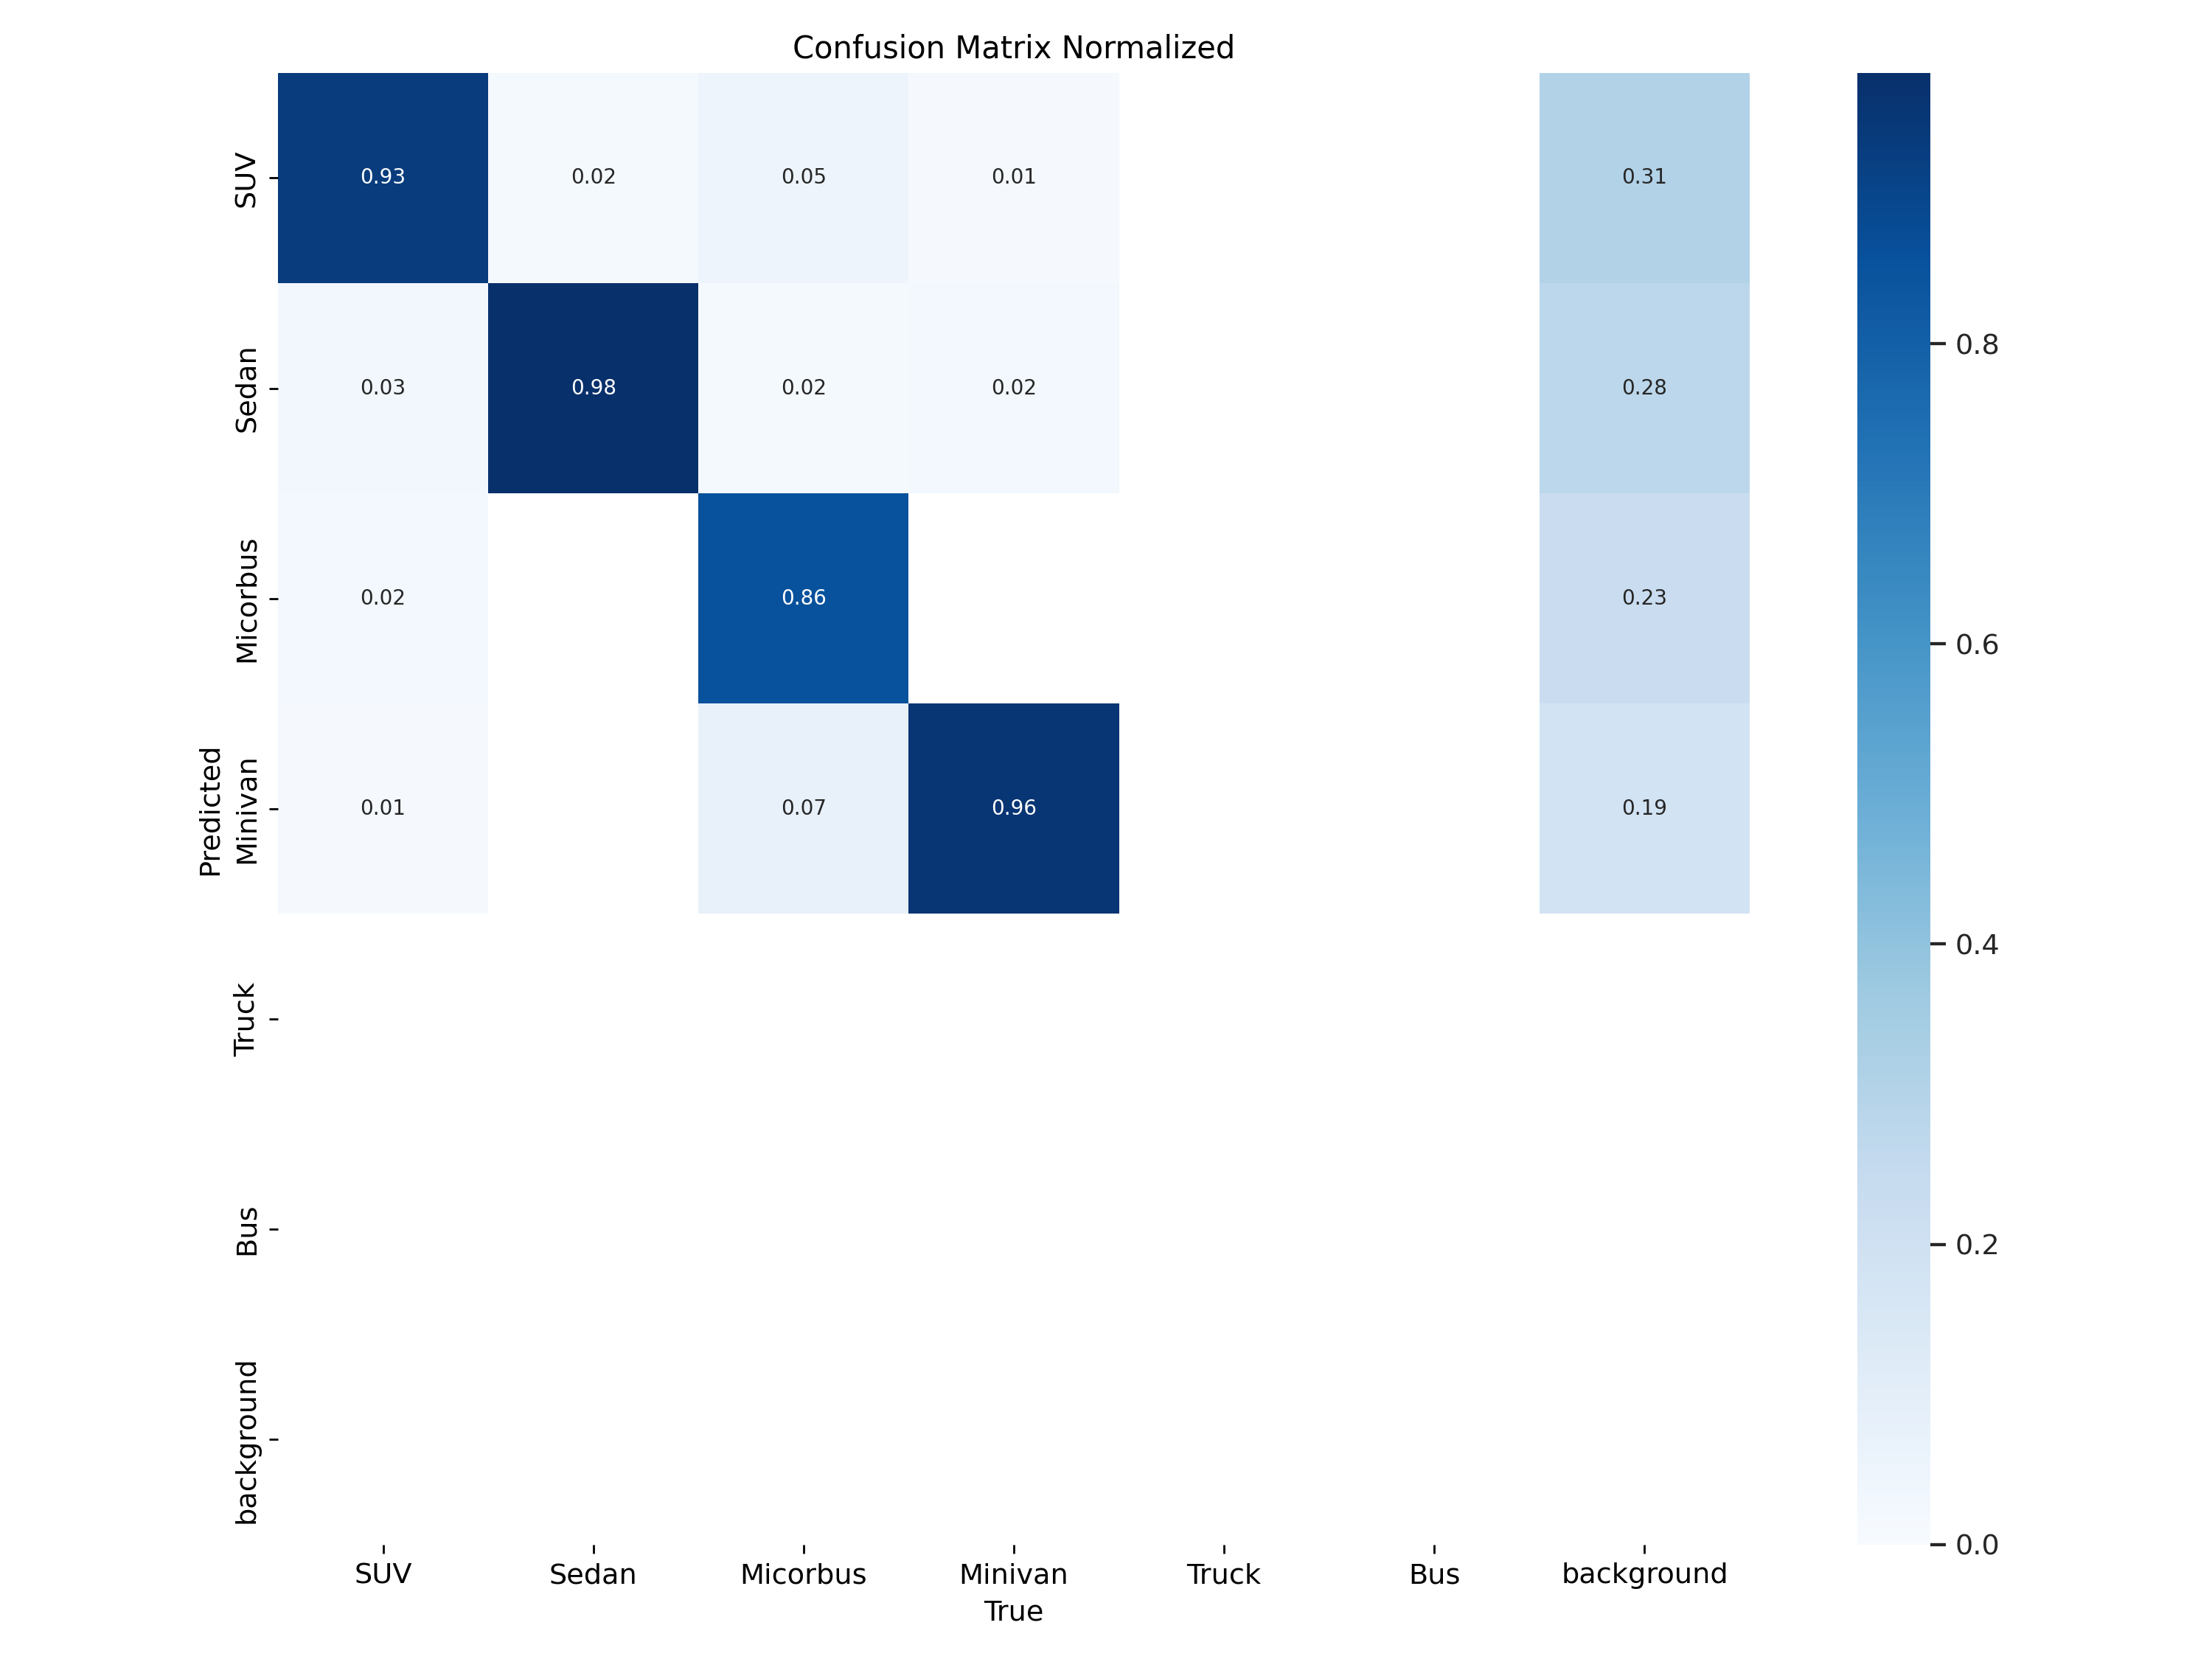 Confusion Matrix Normalized
SUV 0.93 0.02 0.05 0.01 0.31
Sedan 0.03 0.98 0.02 0.02 0.28
Micorbus 0.02 0.86 0.23
Minivan 0.01 0.07 0.96 0.19
Truck
Bus
background
Predicted
SUV Sedan Micorbus Minivan Truck Bus background
True
0.8
0.6
0.4
0.2
0.0